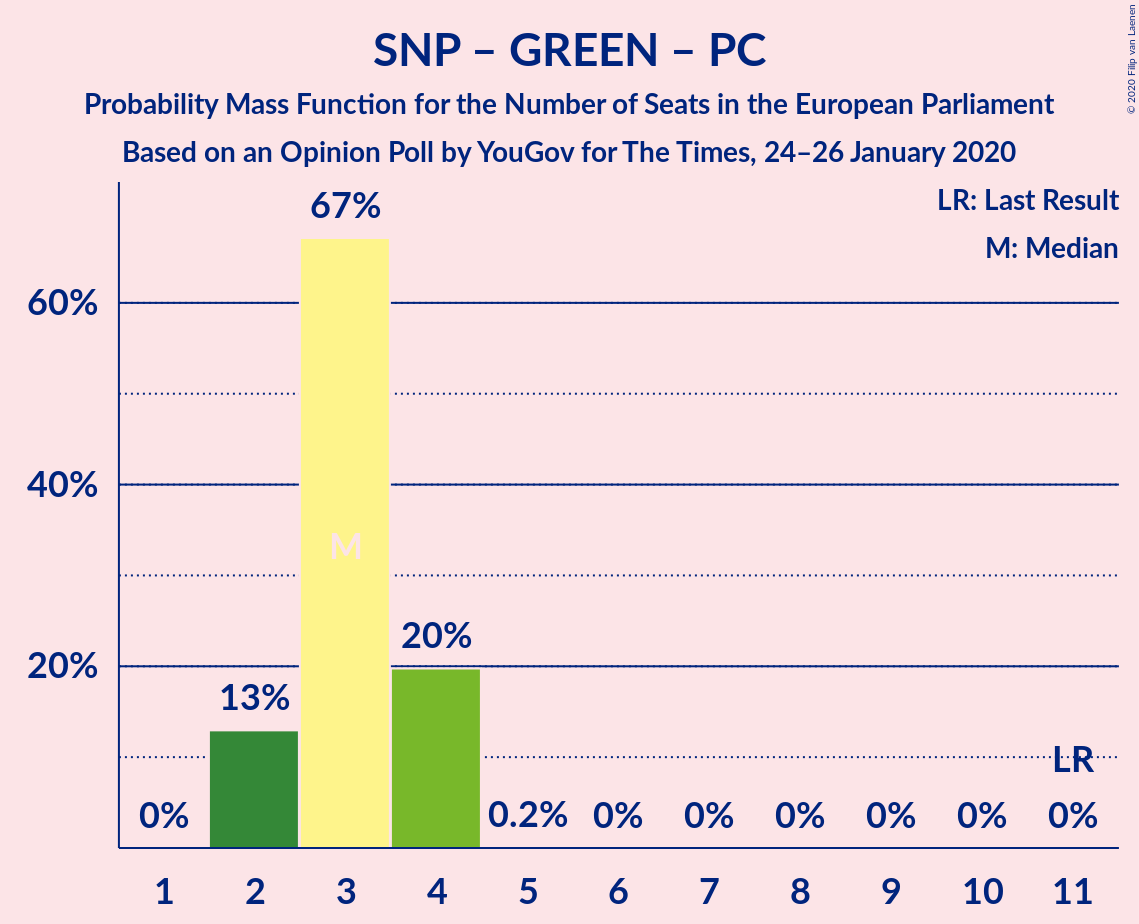 SNP – GREEN – PC
Probability Mass Function for the Number of Seats in the European Parliament
Based on an Opinion Poll by YouGov for The Times, 24–26 January 2020
© 2020 Filip van Laenen
LR: Last Result
M: Median
67%
60%
40%
M
20%
20%
13%
LR
0%
0.2%
0%
0%
0%
0%
0%
0%
1 2 3 4 5 6 7 8 9 10 11